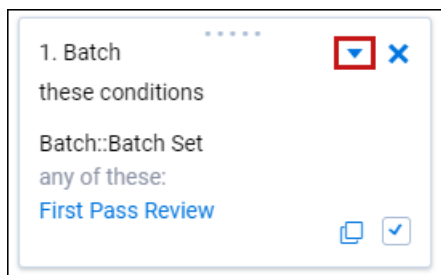 1. Batch
these conditions
Batch::Batch Set
any of these:
First Pass Review